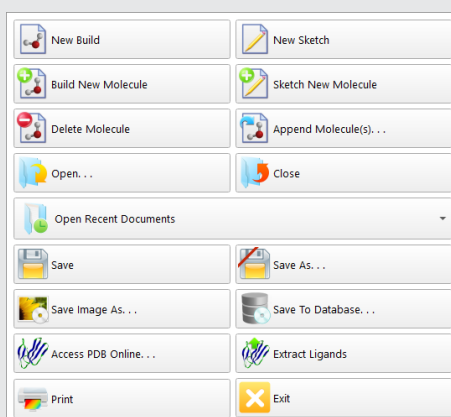 New Build
New Sketch
Build New Molecule
Sketch New Molecule
Delete Molecule
Append Molecule(s). . .
Open. . .
Close
Open Recent Documents
Save
Save As. . .
Save Image As. . .
Save To Database. . .
Access PDB Online. . .
Extract Ligands
Print
Exit